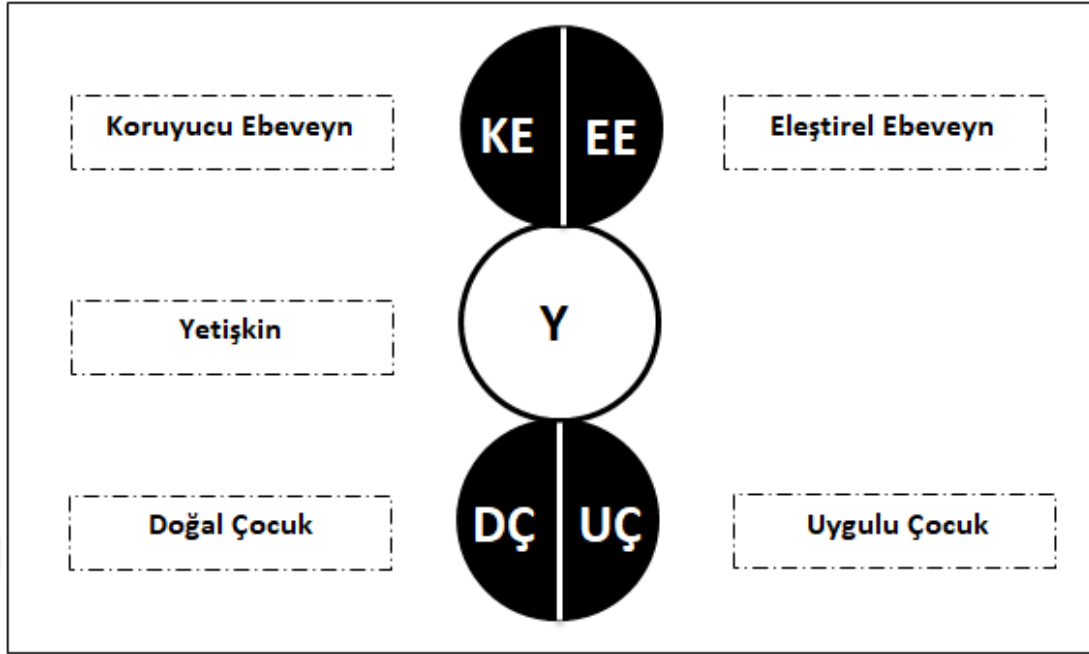 Koruyucu Ebeveyn
KE
EE
Eleştirel Ebeveyn
Yetişkin
Y
Doğal Çocuk
DÇ
UÇ
Uygulu Çocuk